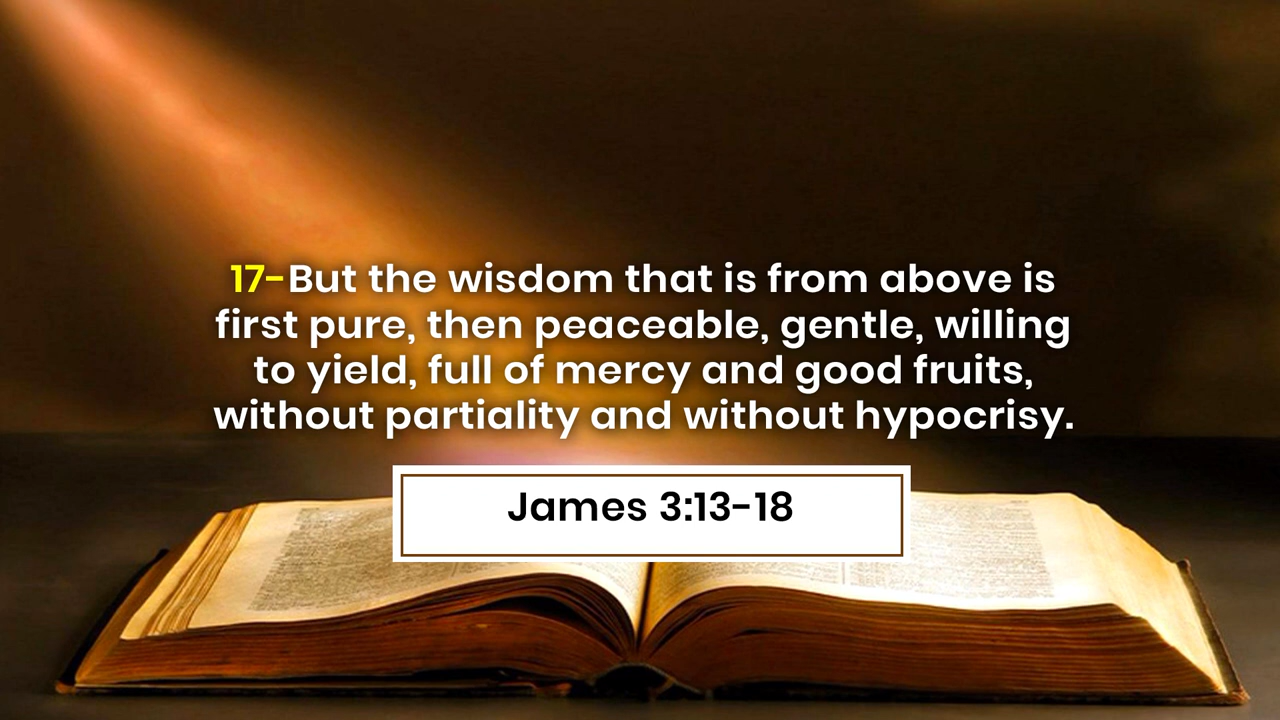 17-But the wisdom that is from above is
first pure, then peaceable, gentle, willing
to yield, full of mercy and good fruits,
without partiality and without hypocrisy.
James 3:13-18